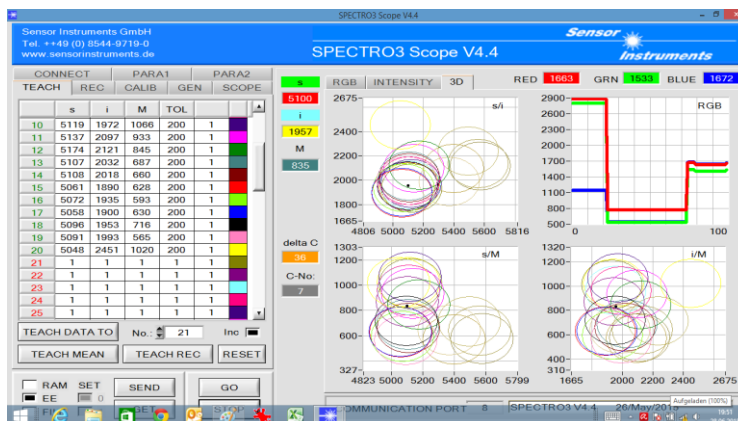 SPECTRO3 Scope V4.4
Sensor Instruments GmbH
Tel. ++49 (0) 8544-9719-0
www.sensorinstruments.de
SPECTRO3 Scope V4.4
Sensor Instruments
CONNECT PARA1 PARA2
TEACH REC CALIB GEN SCOPE
s i M TOL
10 5119 1972 1066 200 1
11 5137 2097 933 200 1
12 5174 2121 845 200 1
13 5107 2032 687 200 1
14 5108 2018 660 200 1
15 5061 1890 628 200 1
16 5072 1935 593 200 1
17 5058 1900 630 200 1
18 5096 1953 716 200 1
19 5091 1993 565 200 1
20 5048 2451 1020 200 1
21 1 1 1 1 1
22 1 1 1 1 1
23 1 1 1 1 1
24 1 1 1 1 1
25 1 1 1 1 1
TEACH DATA TO No.: 21 Inc
TEACH MEAN TEACH REC RESET
RAM SET SEND GO
EE 0
GET STOP
s
5100
i
1957
M
835
delta C
36
C-No:
7
RGB INTENSITY 3D RED 1663 GRN 1533 BLUE 1672
s/i
2675-
2400-
2200-
2000-
1800-
1665-
4806 5000 5200 5400 5600 5816
RGB
2900-
2600-
2300-
2000-
1700-
1400-
1100-
800-
500-
0 100
s/M
1303-
1200-
1000-
800-
600-
327-
4823 5000 5200 5400 5600 5799
i/M
1320-
1200-
1000-
800-
600-
400-
310-
1665 2000 2200 2400 2660
Aufgeladen (100%)
COMMUNICATION PORT 8 SPECTRO3 V4.4 26/May/2015
19:51